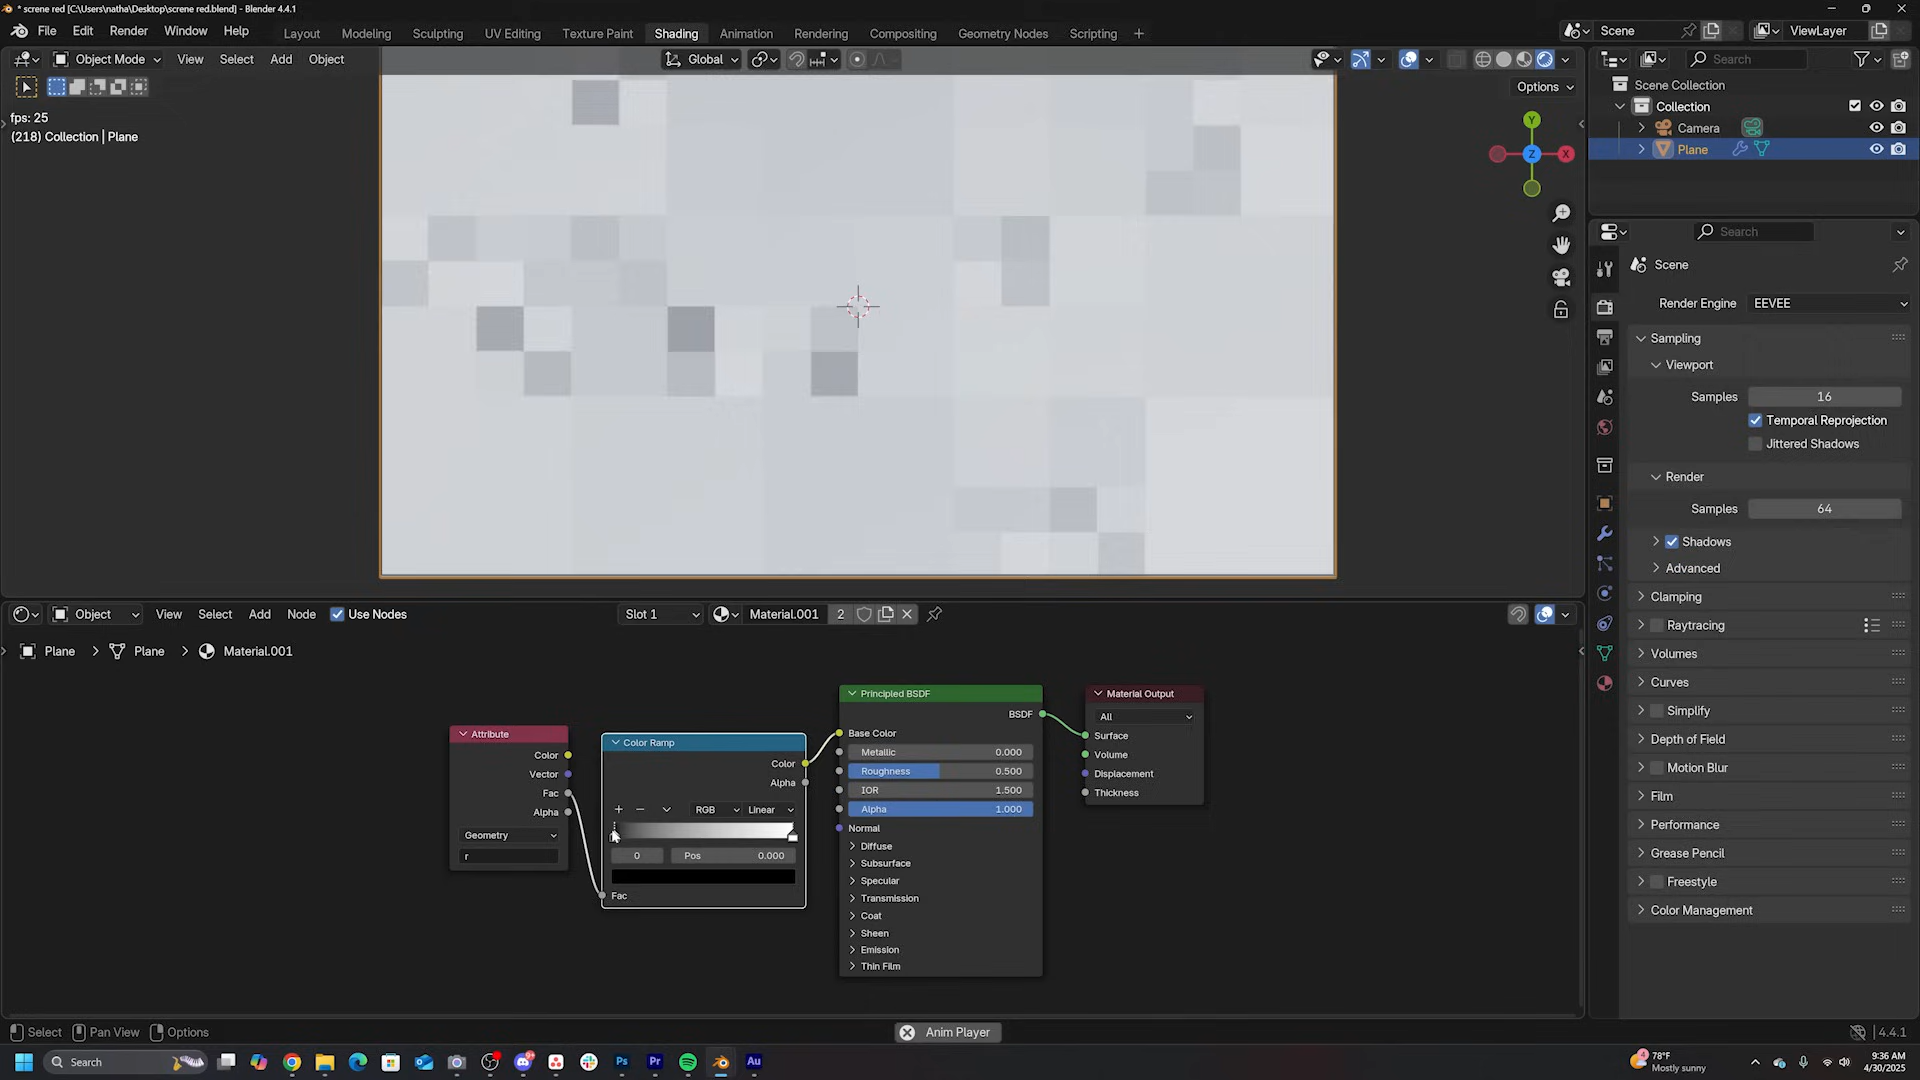 * screne red [C:\Users\natha\Desktop\screne red.blend] - Blender 4.4.1
File Edit Render Window Help
Layout Modeling Sculpting UV Editing Texture Paint Shading Animation Rendering Compositing Geometry Nodes Scripting +
Scene
ViewLayer
Object Mode View Select Add Object
Global
Search
Options
fps: 25
(218) Collection | Plane
Y
Z
X
Scene Collection
Collection
Camera
Plane
Search
Scene
Render Engine EEVEE
Sampling
Viewport
Samples 16
Temporal Reprojection
Jittered Shadows
Render
Samples 64
Shadows
Advanced
Clamping
Raytracing
Volumes
Curves
Simplify
Depth of Field
Motion Blur
Film
Performance
Grease Pencil
Freestyle
Color Management
Object View Select Add Node Use Nodes Slot 1 Material.001 2
Plane > Plane > Material.001
Attribute
Color
Vector
Fac
Alpha
Geometry
r
Color Ramp
Color
Alpha
RGB Linear
0 Pos 0.000
Fac
Principled BSDF
BSDF
Base Color
Metallic 0.000
Roughness 0.500
IOR 1.500
Alpha 1.000
Normal
Diffuse
Subsurface
Specular
Transmission
Coat
Sheen
Emission
Thin Film
Material Output
All
Surface
Volume
Displacement
Thickness
Select Pan View Options
Anim Player
4.4.1
Search
78°F
Mostly sunny
9:36 AM
4/30/2025